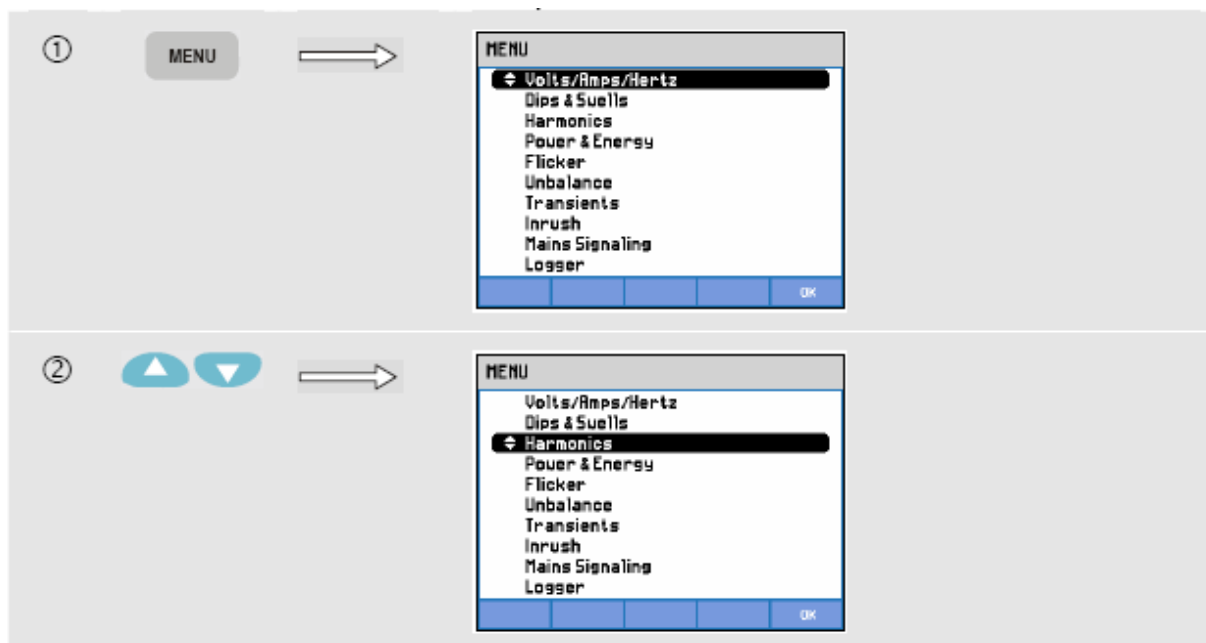 ①
MENU
MENU
Volts/Amps/Hertz
Dips & Swells
Harmonics
Power & Energy
Flicker
Unbalance
Transients
Inrush
Mains Signaling
Logger
OK
②
MENU
Volts/Amps/Hertz
Dips & Swells
Harmonics
Power & Energy
Flicker
Unbalance
Transients
Inrush
Mains Signaling
Logger
OK